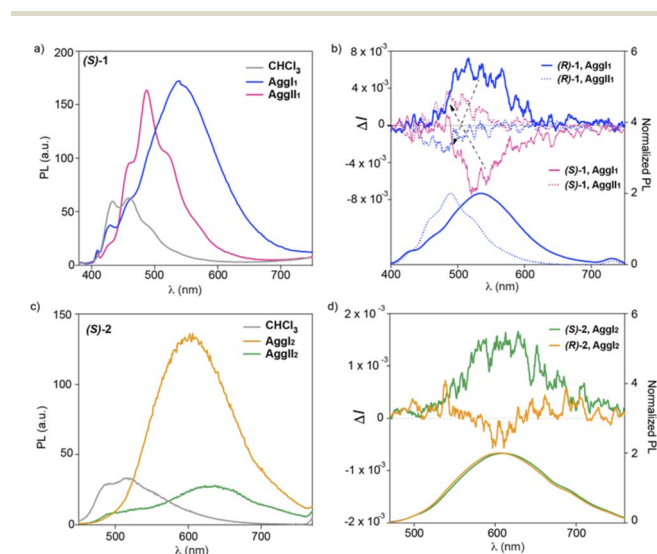 a)
(S)-1
CHCl3
AggI1
AggII1
PL (a.u.)
200
150
100
50
0
400 500 600 700
λ (nm)
b)
(R)-1, AggI1
(R)-1, AggII1
(S)-1, AggI1
(S)-1, AggII1
ΔI
8 x 10-3
4 x 10-3
0
-4 x 10-3
-8 x 10-3
Normalized PL
6
4
2
0
400 500 600 700
λ (nm)
c)
(S)-2
CHCl3
AggI2
AggII2
PL (a.u.)
150
100
50
0
500 600 700
λ (nm)
d)
(S)-2, AggI2
(R)-2, AggI2
ΔI
2 x 10-3
1 x 10-3
0
-1 x 10-3
-2 x 10-3
Normalized PL
6
4
2
0
500 600 700
λ (nm)